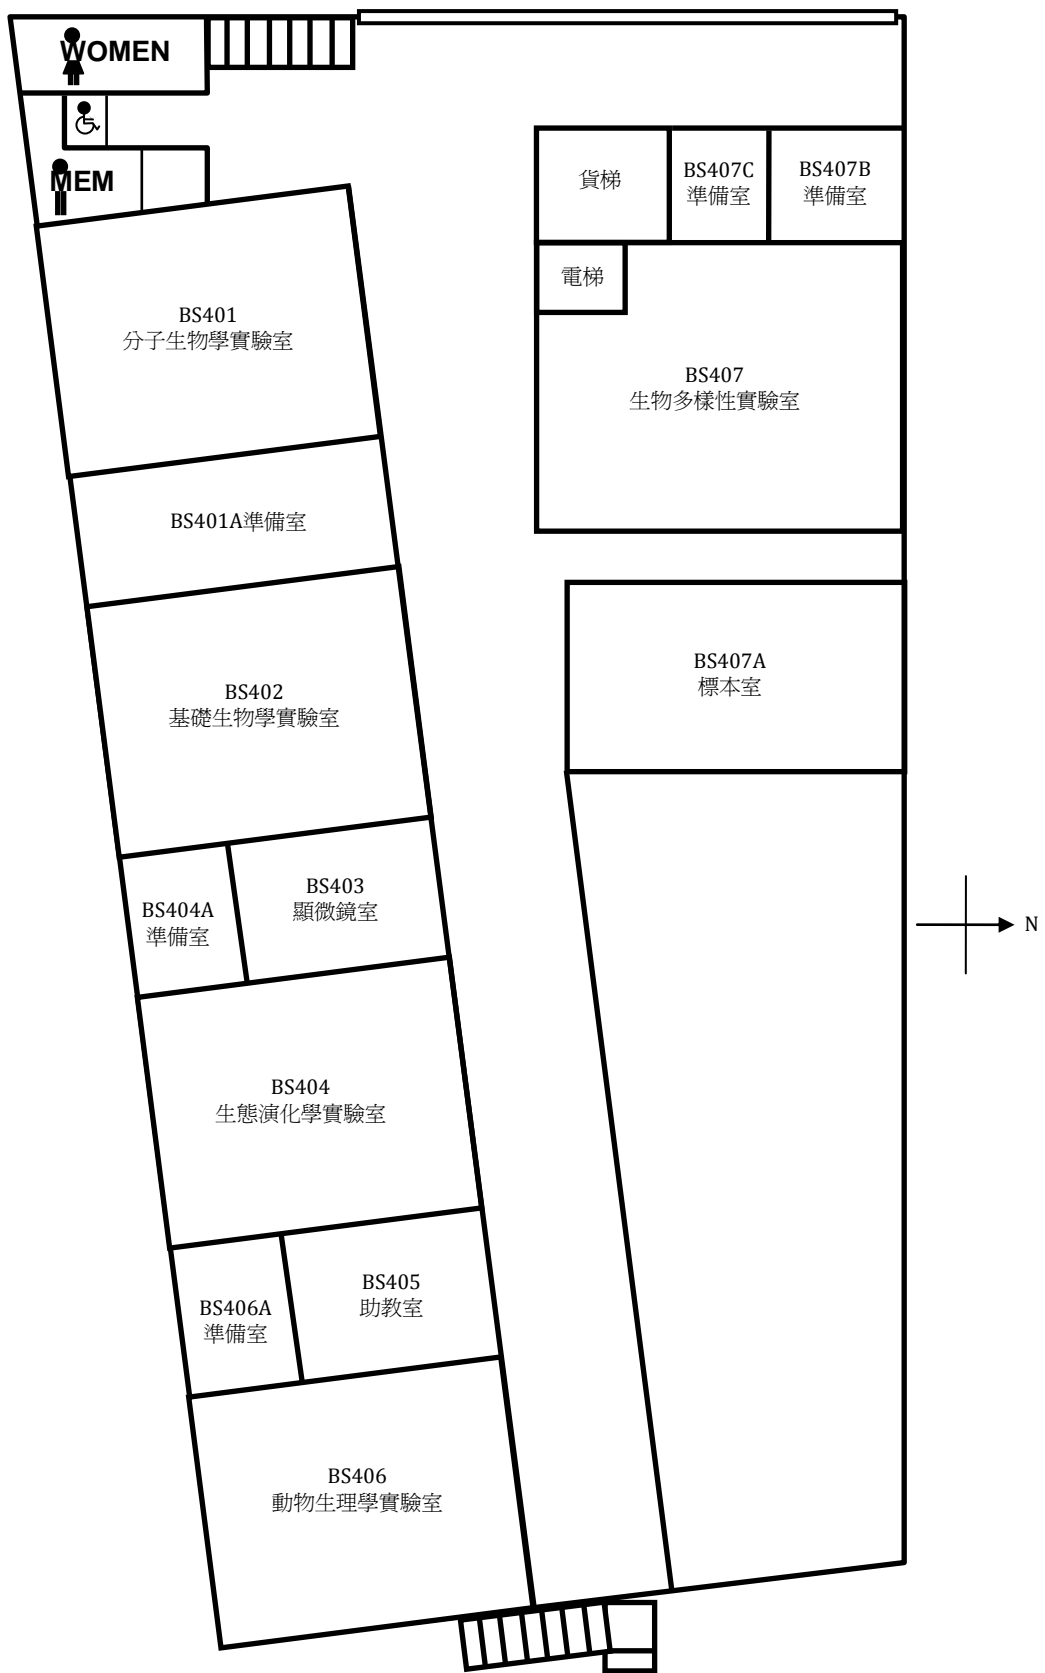 WOMEN
MEM
貨梯
BS407C
準備室
BS407B
準備室
電梯
BS401
分子生物學實驗室
BS407
生物多樣性實驗室
BS401A準備室
BS407A
標本室
BS402
基礎生物學實驗室
BS403
顯微鏡室
BS404A
準備室
N
BS404
生態演化學實驗室
BS405
助教室
BS406A
準備室
BS406
動物生理學實驗室